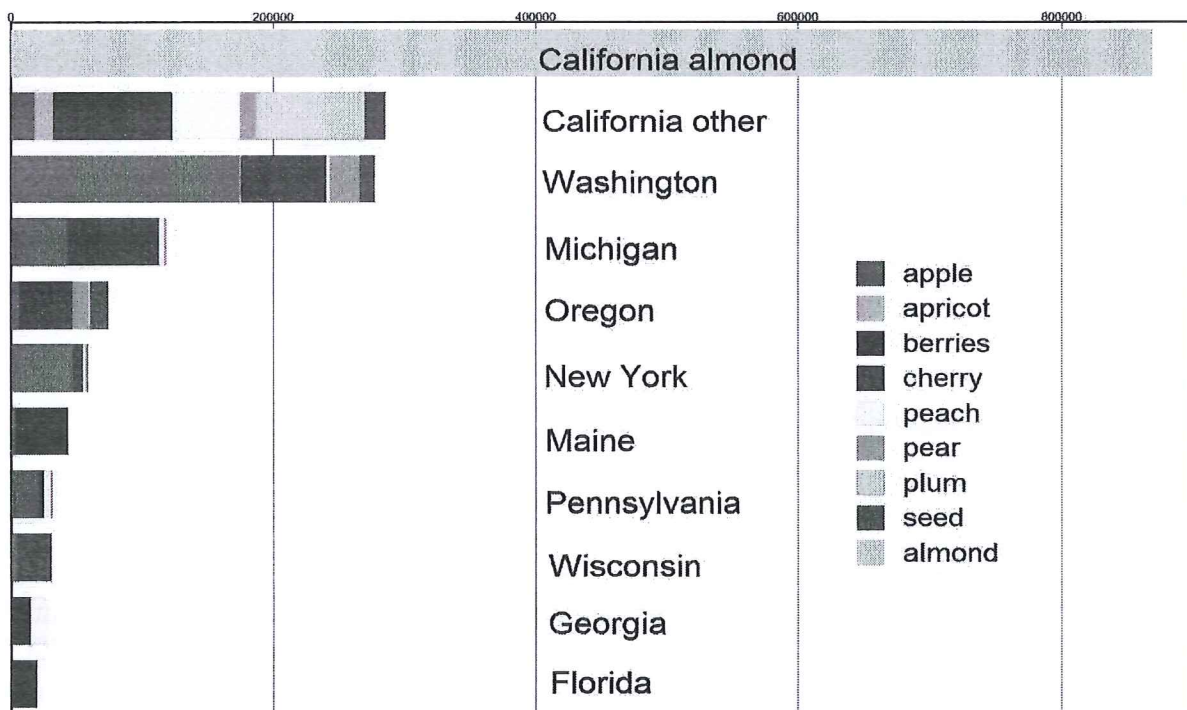 0 200000 400000 600000 800000
California almond
California other
Washington
Michigan
Oregon
New York
Maine
Pennsylvania
Wisconsin
Georgia
Florida
apple
apricot
berries
cherry
peach
pear
plum
seed
almond